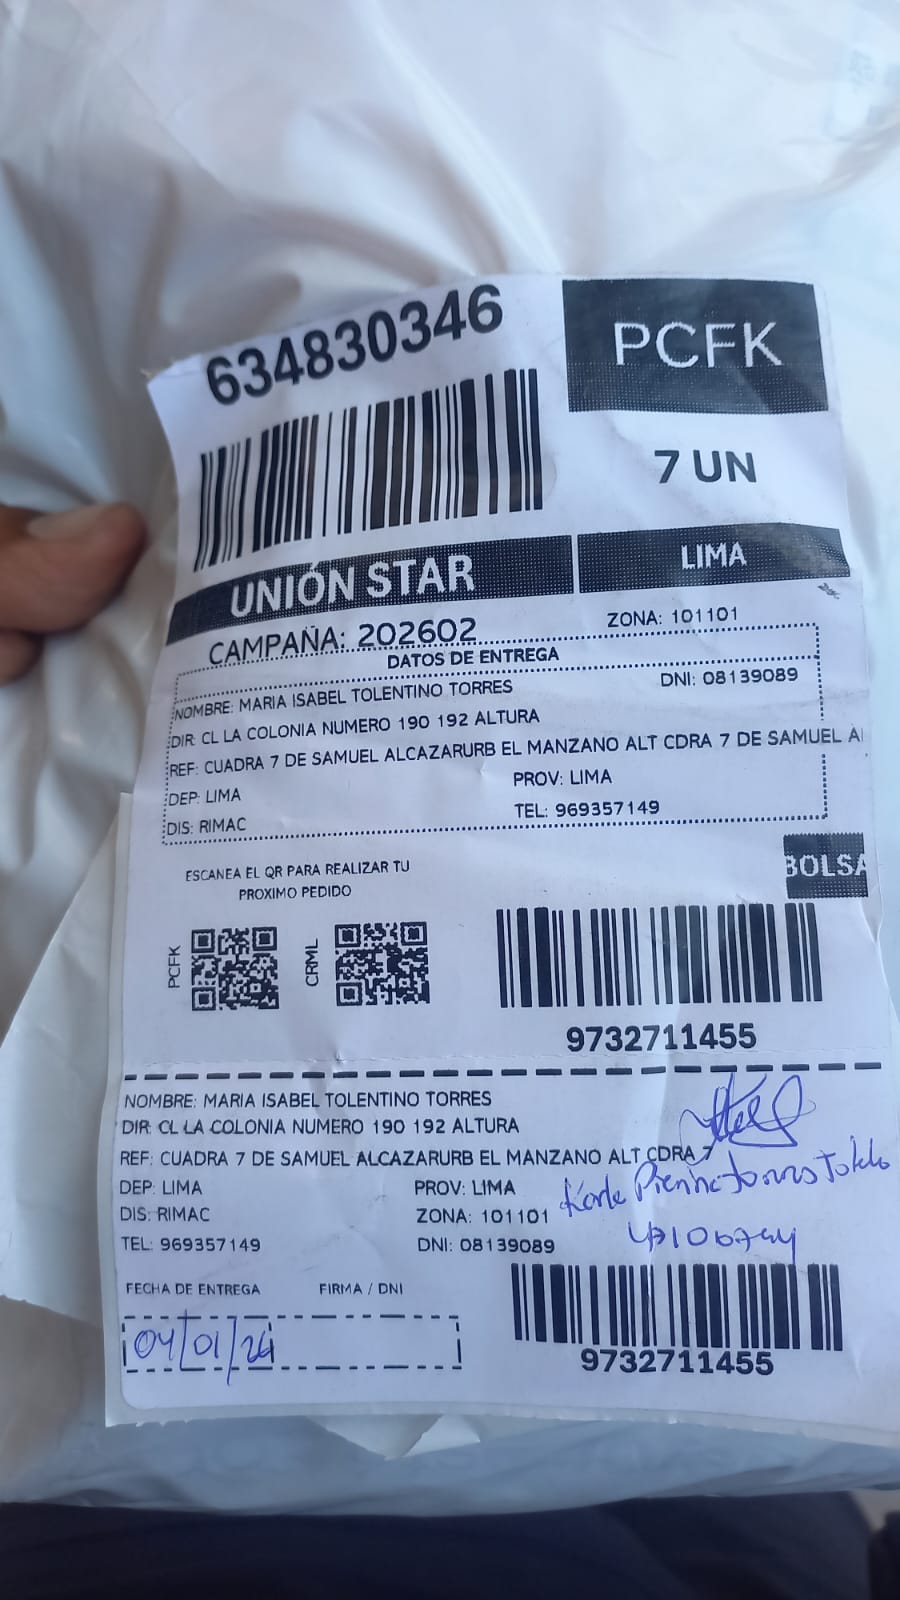 634830346
PCFK
7 UN
UNIÓN STAR
LIMA
CAMPAÑA: 202602
ZONA: 101101
DATOS DE ENTREGA
NOMBRE: MARIA ISABEL TOLENTINO TORRES
DNI: 08139089
DIR: CL LA COLONIA NUMERO 190 192 ALTURA
REF: CUADRA 7 DE SAMUEL ALCAZARURB EL MANZANO ALT CDRA 7 DE SAMUEL
DEP: LIMA
PROV: LIMA
DIS: RIMAC
TEL: 969357149
BOLSA
ESCANEA EL QR PARA REALIZAR TU
PROXIMO PEDIDO
PCFK
CRML
9732711455
NOMBRE: MARIA ISABEL TOLENTINO TORRES
DIR: CL LA COLONIA NUMERO 190 192 ALTURA
REF: CUADRA 7 DE SAMUEL ALCAZARURB EL MANZANO ALT CDRA 7
DEP: LIMA
PROV: LIMA
DIS: RIMAC
ZONA: 101101
TEL: 969357149
DNI: 08139089
FECHA DE ENTREGA
FIRMA / DNI
04/01/26
9732711455